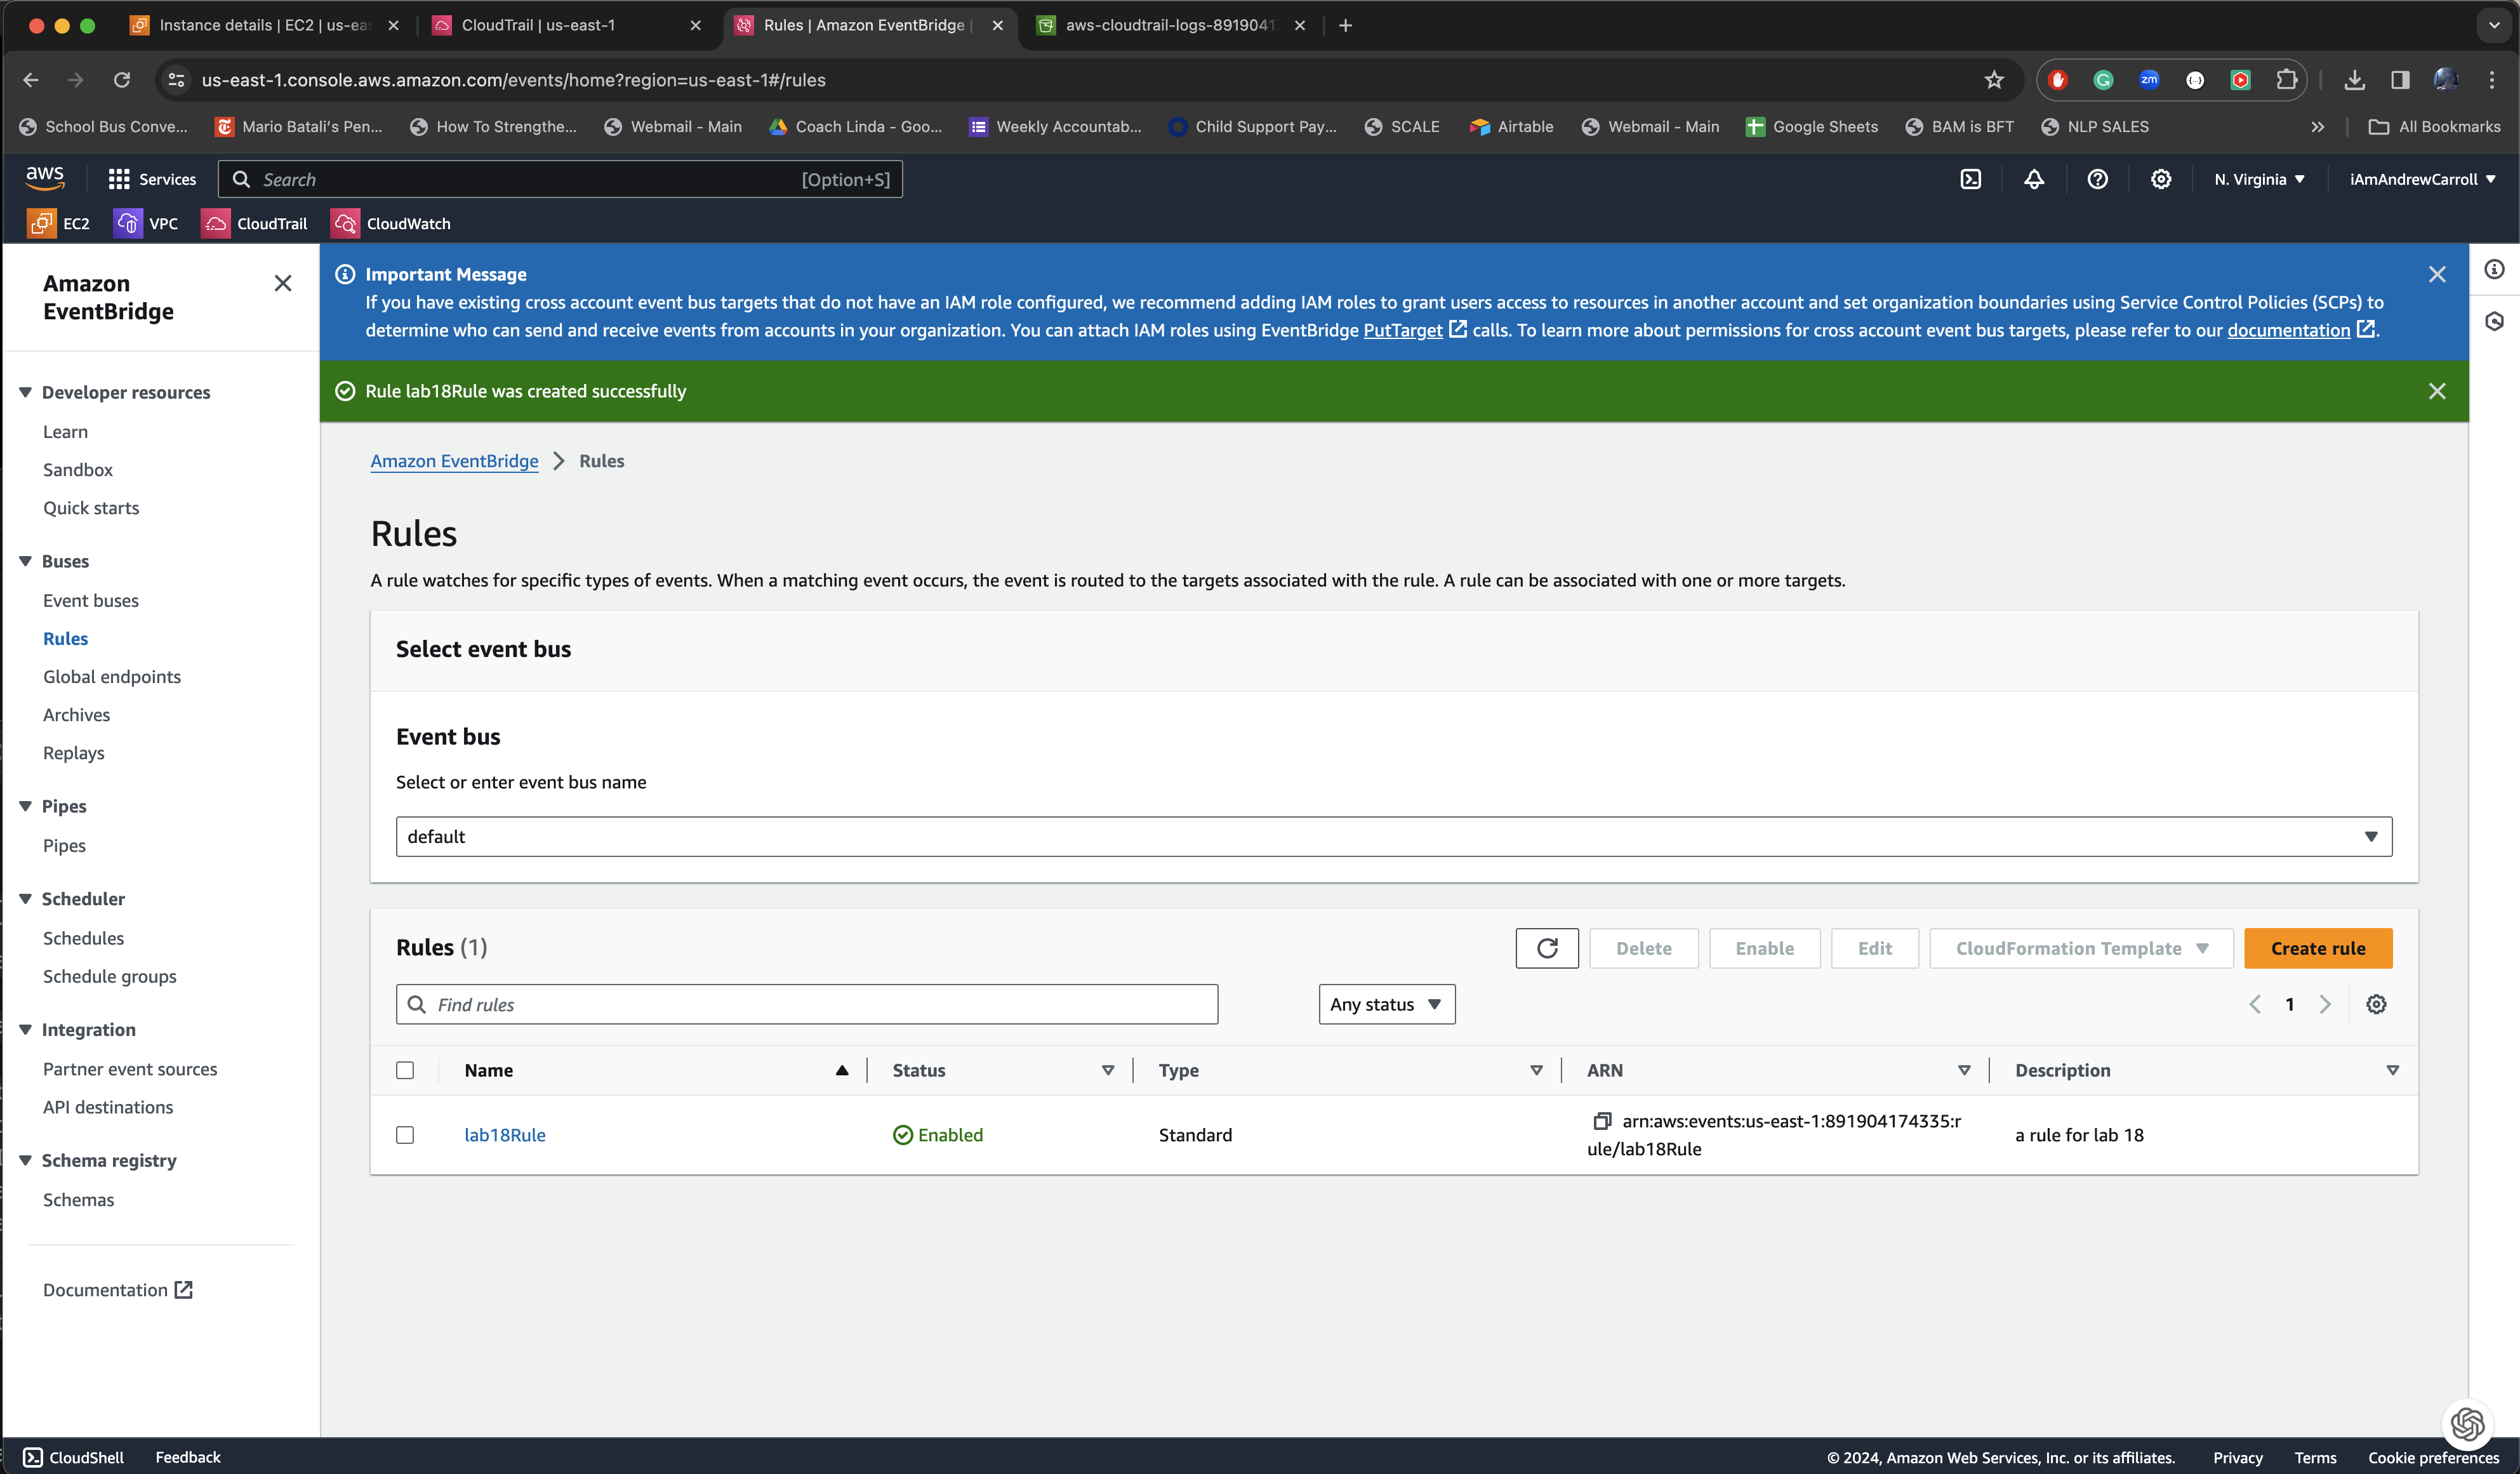 Instance details | EC2 | us-eas
CloudTrail | us-east-1
Rules | Amazon EventBridge |
aws-cloudtrail-logs-8919041
us-east-1.console.aws.amazon.com/events/home?region=us-east-1#/rules
School Bus Conve...
Mario Batali's Pen...
How To Strengthe...
Webmail - Main
Coach Linda - Goo...
Weekly Accountab...
Child Support Pay...
SCALE
Airtable
Webmail - Main
Google Sheets
BAM is BFT
NLP SALES
All Bookmarks
aws
Services
Search
[Option+S]
N. Virginia
iAmAndrewCarroll
EC2
VPC
CloudTrail
CloudWatch
Amazon
EventBridge
Developer resources
Learn
Sandbox
Quick starts
Buses
Event buses
Rules
Global endpoints
Archives
Replays
Pipes
Pipes
Scheduler
Schedules
Schedule groups
Integration
Partner event sources
API destinations
Schema registry
Schemas
Documentation
Important Message
If you have existing cross account event bus targets that do not have an IAM role configured, we recommend adding IAM roles to grant users access to resources in another account and set organization boundaries using Service Control Policies (SCPs) to
determine who can send and receive events from accounts in your organization. You can attach IAM roles using EventBridge PutTarget calls. To learn more about permissions for cross account event bus targets, please refer to our documentation .
Rule lab18Rule was created successfully
Amazon EventBridge > Rules
Rules
A rule watches for specific types of events. When a matching event occurs, the event is routed to the targets associated with the rule. A rule can be associated with one or more targets.
Select event bus
Event bus
Select or enter event bus name
default
Rules (1)
Delete
Enable
Edit
CloudFormation Template
Create rule
Find rules
Any status
1
Name
Status
Type
ARN
Description
lab18Rule
Enabled
Standard
arn:aws:events:us-east-1:891904174335:r
ule/lab18Rule
a rule for lab 18
CloudShell
Feedback
© 2024, Amazon Web Services, Inc. or its affiliates.
Privacy
Terms
Cookie preferences